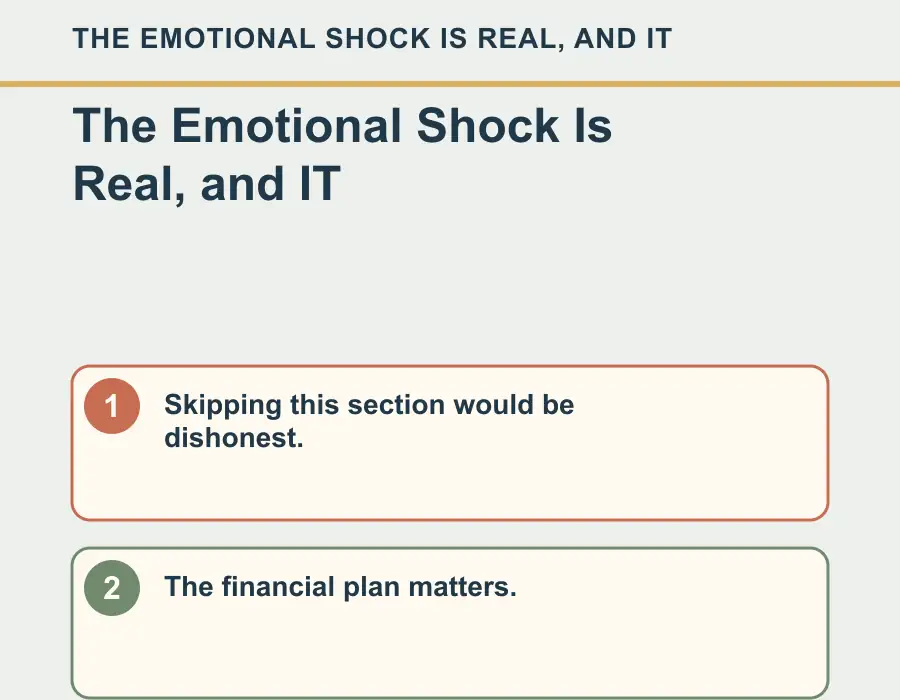 THE EMOTIONAL SHOCK IS REAL, AND IT
The Emotional Shock Is
Real, and IT
1
Skipping this section would be
dishonest.
2
The financial plan matters.